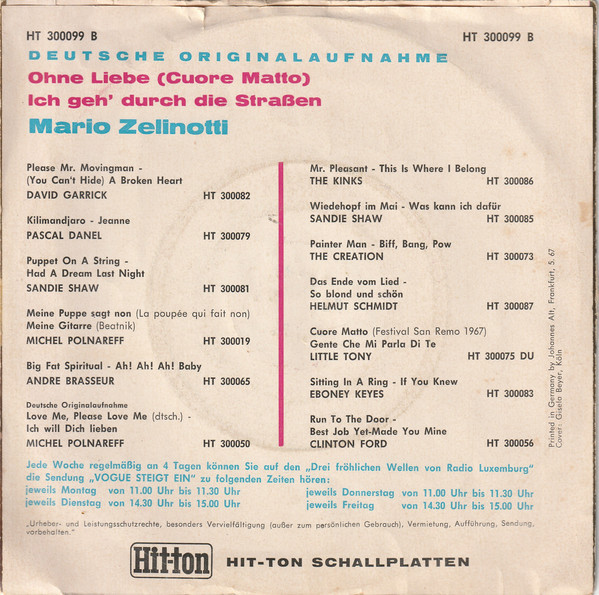 HT 300099 B
HT 300099 B
DEUTSCHE ORIGINALAUFNAHME
Ohne Liebe (Cuore Matto)
Ich geh' durch die Straßen
Mario Zelinotti
Please Mr. Movingman -
(You Can't Hide) A Broken Heart
DAVID GARRICK HT 300082
Kilimandjaro - Jeanne
PASCAL DANEL HT 300079
Puppet On A String -
Had A Dream Last Night
SANDIE SHAW HT 300081
Meine Puppe sagt non (La poupée qui fait non)
Meine Gitarre (Beatnik)
MICHEL POLNAREFF HT 300019
Big Fat Spiritual - Ah! Ah! Ah! Baby
ANDRE BRASSEUR HT 300065
Deutsche Originalaufnahme
Love Me, Please Love Me (dtsch.) -
Ich will Dich lieben
MICHEL POLNAREFF HT 300050
Mr. Pleasant - This Is Where I Belong
THE KINKS HT 300086
Wiedehopf im Mai - Was kann ich dafür
SANDIE SHAW HT 300085
Painter Man - Biff, Bang, Pow
THE CREATION HT 300073
Das Ende vom Lied -
So blond und schön
HELMUT SCHMIDT HT 300087
Cuore Matto (Festival San Remo 1967)
Gente Che Mi Parla Di Te
LITTLE TONY HT 300075 DU
Sitting In A Ring - If You Knew
EBONEY KEYES HT 300083
Run To The Door -
Best Job Yet-Made You Mine
CLINTON FORD HT 300056
Printed in Germany by Johannes Alt, Frankfurt, 5. 67
Cover: Gisela Beyer, Köln
Jede Woche regelmäßig an 4 Tagen können Sie auf den „Drei fröhlichen Wellen von Radio Luxemburg"
die Sendung „VOGUE STEIGT EIN" zu folgenden Zeiten hören:
jeweils Montag von 11.00 Uhr bis 11.30 Uhr jeweils Donnerstag von 11.00 Uhr bis 11.30 Uhr
jeweils Dienstag von 14.30 Uhr bis 15.00 Uhr jeweils Freitag von 14.30 Uhr bis 15.00 Uhr
„Urheber- und Leistungsschutzrechte, besonders Vervielfältigung (außer zum persönlichen Gebrauch), Vermietung, Aufführung, Sendung,
vorbehalten."
Hit-ton HIT-TON SCHALLPLATTEN